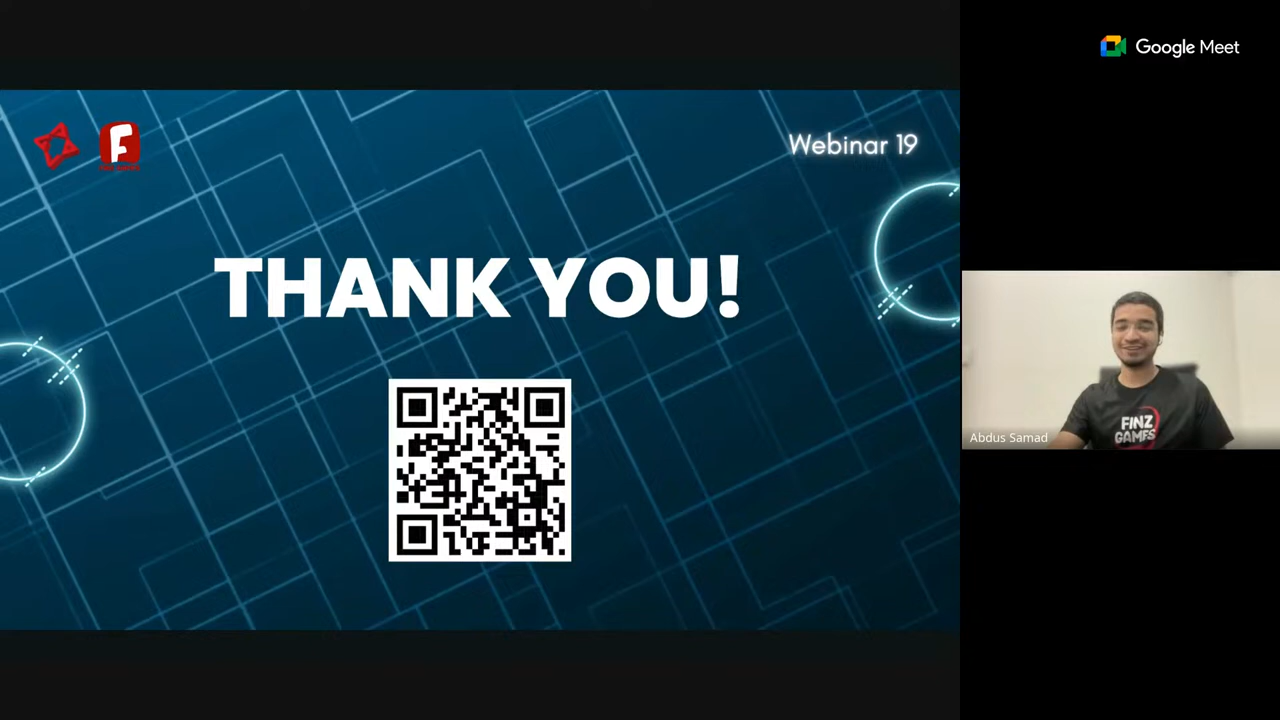 Google Meet
F
Webinar 19
THANK YOU!
FINZ
GAMES
Abdus Samad